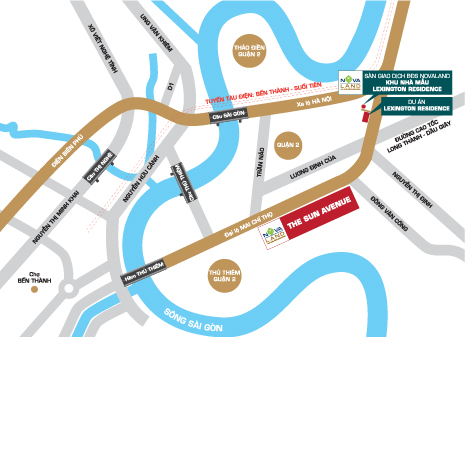 XÔ VIẾT NGHỆ TĨNH
UNG VĂN KHIÊM
D1
THẢO ĐIỀN
QUẬN 2
TUYẾN TÀU ĐIỆN: BẾN THÀNH - SUỐI TIÊN
Xa lộ HÀ NỘI
NOVA
LAND
SÀN GIAO DỊCH BĐS NOVALAND
KHU NHÀ MẪU
LEXINGTON RESIDENCE
DỰ ÁN
LEXINGTON RESIDENCE
Cầu SÀI GÒN
ĐIỆN BIÊN PHỦ
Cầu THỊ NGHÈ
NGUYỄN HỮU CẢNH
Cầu THỦ THIÊM
TRẦN NÃO
QUẬN 2
LƯƠNG ĐỊNH CỦA
ĐƯỜNG CAO TỐC
LONG THÀNH - DẦU GIÂY
NGUYỄN THỊ ĐỊNH
ĐỒNG VĂN CỐNG
NGUYỄN THỊ MINH KHAI
NOVA
LAND
THE SUN AVENUE
Đại lộ MAI CHÍ THỌ
Hầm THỦ THIÊM
THỦ THIÊM
QUẬN 2
Chợ
BẾN THÀNH
SÔNG SÀI GÒN